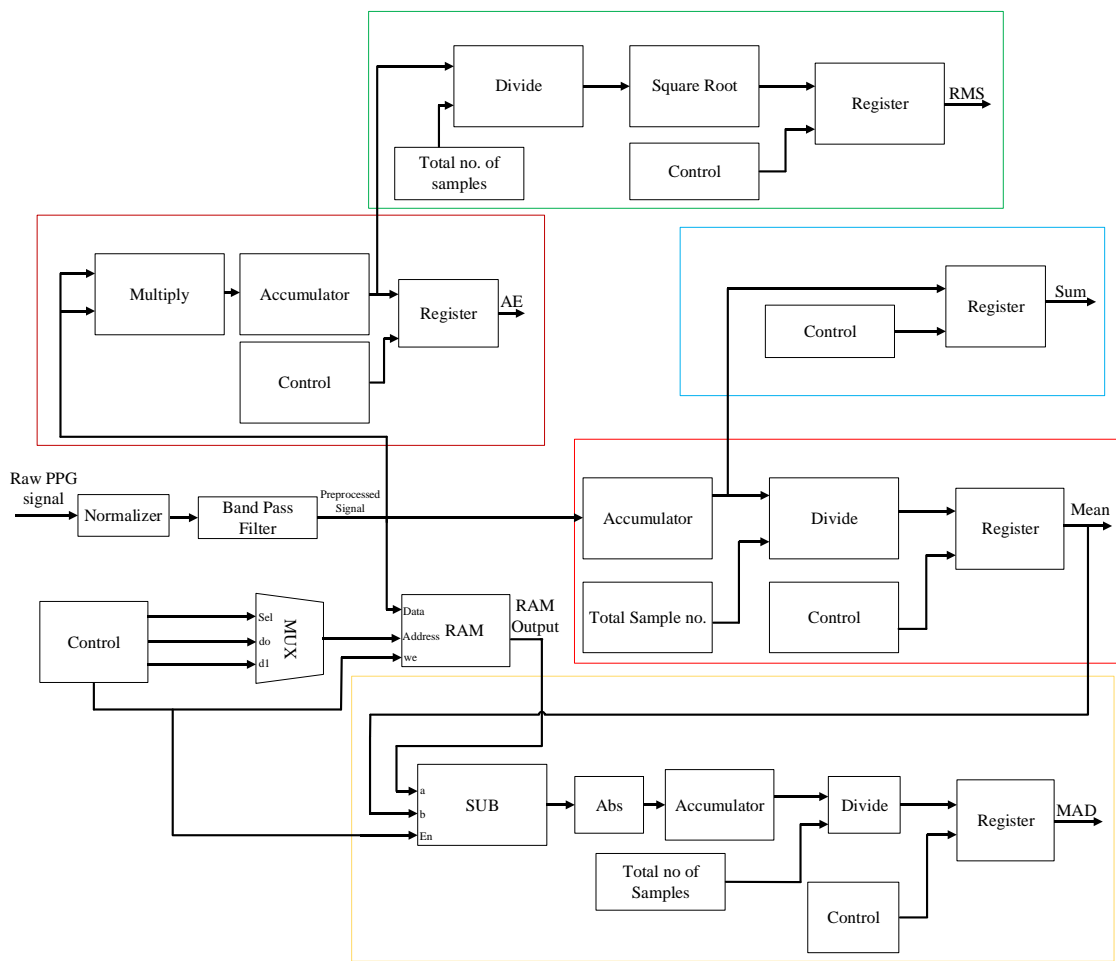 Divide
Square Root
Register
RMS
Total no. of
samples
Control
Multiply
Accumulator
Register
AE
Control
Register
Sum
Control
Raw PPG
signal
Normalizer
Band Pass
Filter
Preprocessed
Signal
Accumulator
Divide
Register
Mean
Total Sample no.
Control
Control
Sel
do
d1
MUX
Data
Address
we
RAM
RAM
Output
a
b
En
SUB
Abs
Accumulator
Divide
Register
MAD
Total no of
Samples
Control